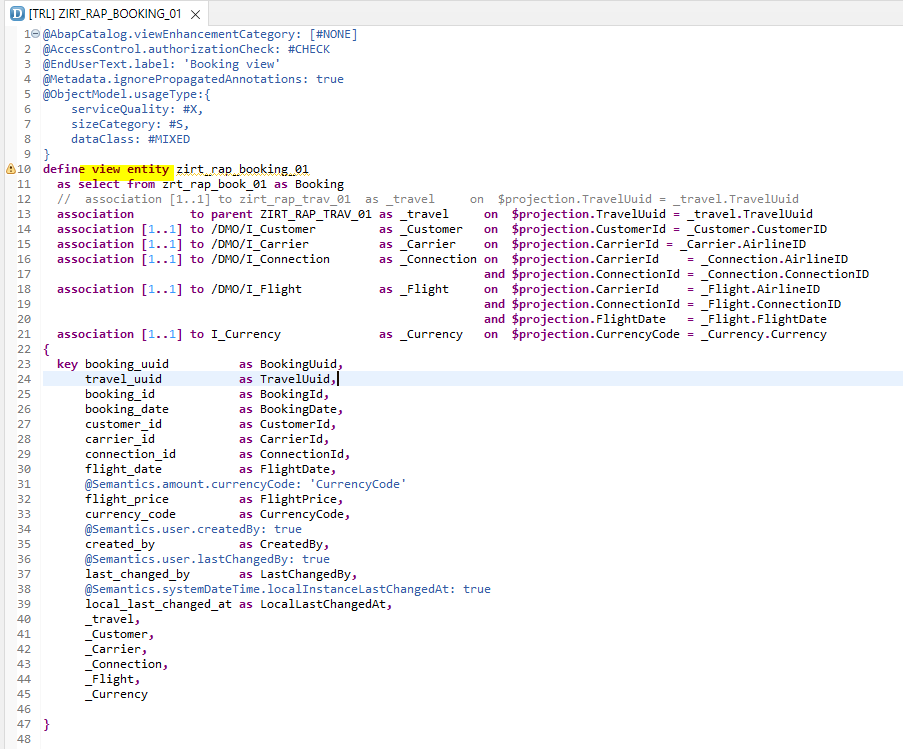 [TRL] ZIRT_RAP_BOOKING_01
1 @AbapCatalog.viewEnhancementCategory: [#NONE]
2 @AccessControl.authorizationCheck: #CHECK
3 @EndUserText.label: 'Booking view'
4 @Metadata.ignorePropagatedAnnotations: true
5 @ObjectModel.usageType:{
6     serviceQuality: #X,
7     sizeCategory: #S,
8     dataClass: #MIXED
9 }
10 define view entity zirt_rap_booking_01
11   as select from zrt_rap_book_01 as Booking
12   //  association [1..1] to zirt_rap_trav_01  as _travel     on  $projection.TravelUuid = _travel.TravelUuid
13   association        to parent ZIRT_RAP_TRAV_01 as _travel     on  $projection.TravelUuid = _travel.TravelUuid
14   association [1..1] to /DMO/I_Customer         as _Customer   on  $projection.CustomerId = _Customer.CustomerID
15   association [1..1] to /DMO/I_Carrier          as _Carrier    on  $projection.CarrierId = _Carrier.AirlineID
16   association [1..1] to /DMO/I_Connection       as _Connection on  $projection.CarrierId    = _Connection.AirlineID
17                                                                and $projection.ConnectionId = _Connection.ConnectionID
18   association [1..1] to /DMO/I_Flight           as _Flight     on  $projection.CarrierId    = _Flight.AirlineID
19                                                                and $projection.ConnectionId = _Flight.ConnectionID
20                                                                and $projection.FlightDate   = _Flight.FlightDate
21   association [1..1] to I_Currency              as _Currency   on  $projection.CurrencyCode = _Currency.Currency
22 {
23   key booking_uuid          as BookingUuid,
24       travel_uuid           as TravelUuid,
25       booking_id            as BookingId,
26       booking_date          as BookingDate,
27       customer_id           as CustomerId,
28       carrier_id            as CarrierId,
29       connection_id         as ConnectionId,
30       flight_date           as FlightDate,
31       @Semantics.amount.currencyCode: 'CurrencyCode'
32       flight_price          as FlightPrice,
33       currency_code         as CurrencyCode,
34       @Semantics.user.createdBy: true
35       created_by            as CreatedBy,
36       @Semantics.user.lastChangedBy: true
37       last_changed_by       as LastChangedBy,
38       @Semantics.systemDateTime.localInstanceLastChangedAt: true
39       local_last_changed_at as LocalLastChangedAt,
40       _travel,
41       _Customer,
42       _Carrier,
43       _Connection,
44       _Flight,
45       _Currency
46
47 }
48